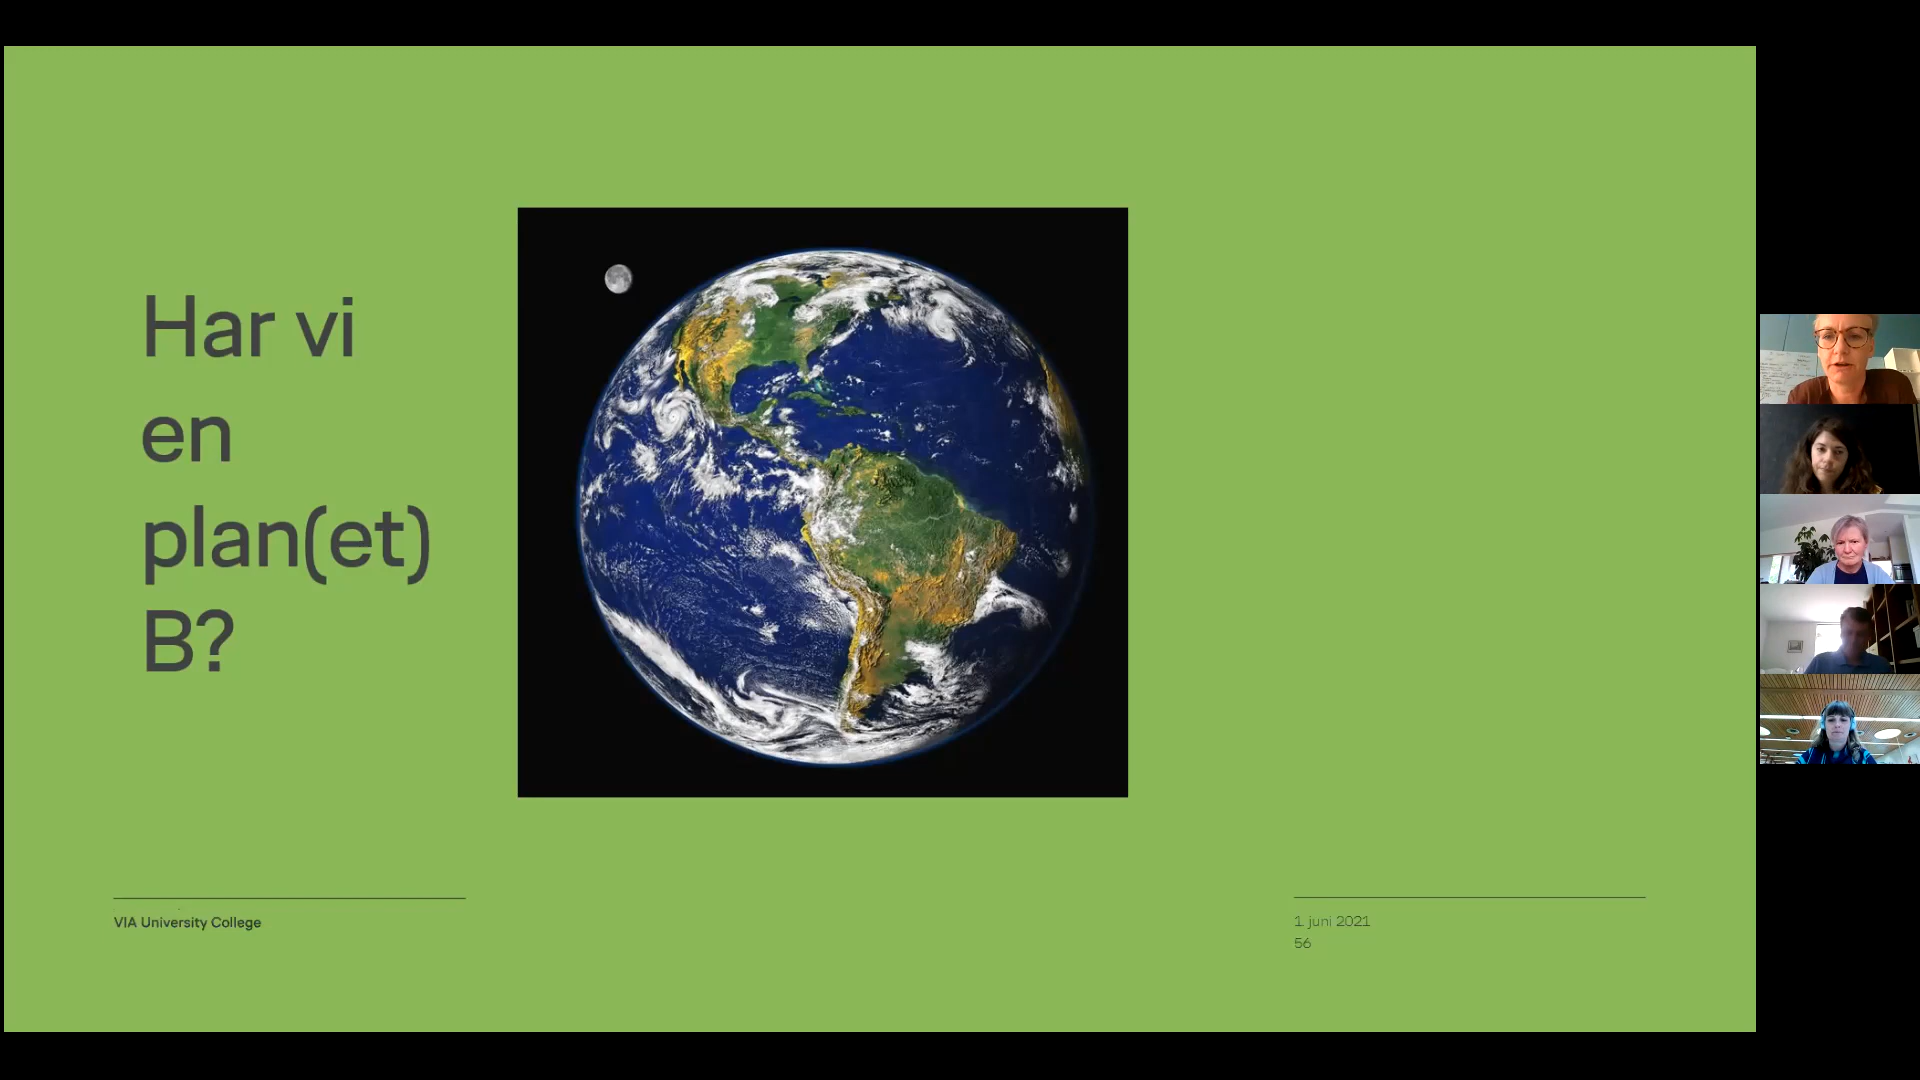 Har vi
en
plan(et)
B?
VIA University College
1. juni 2021
56